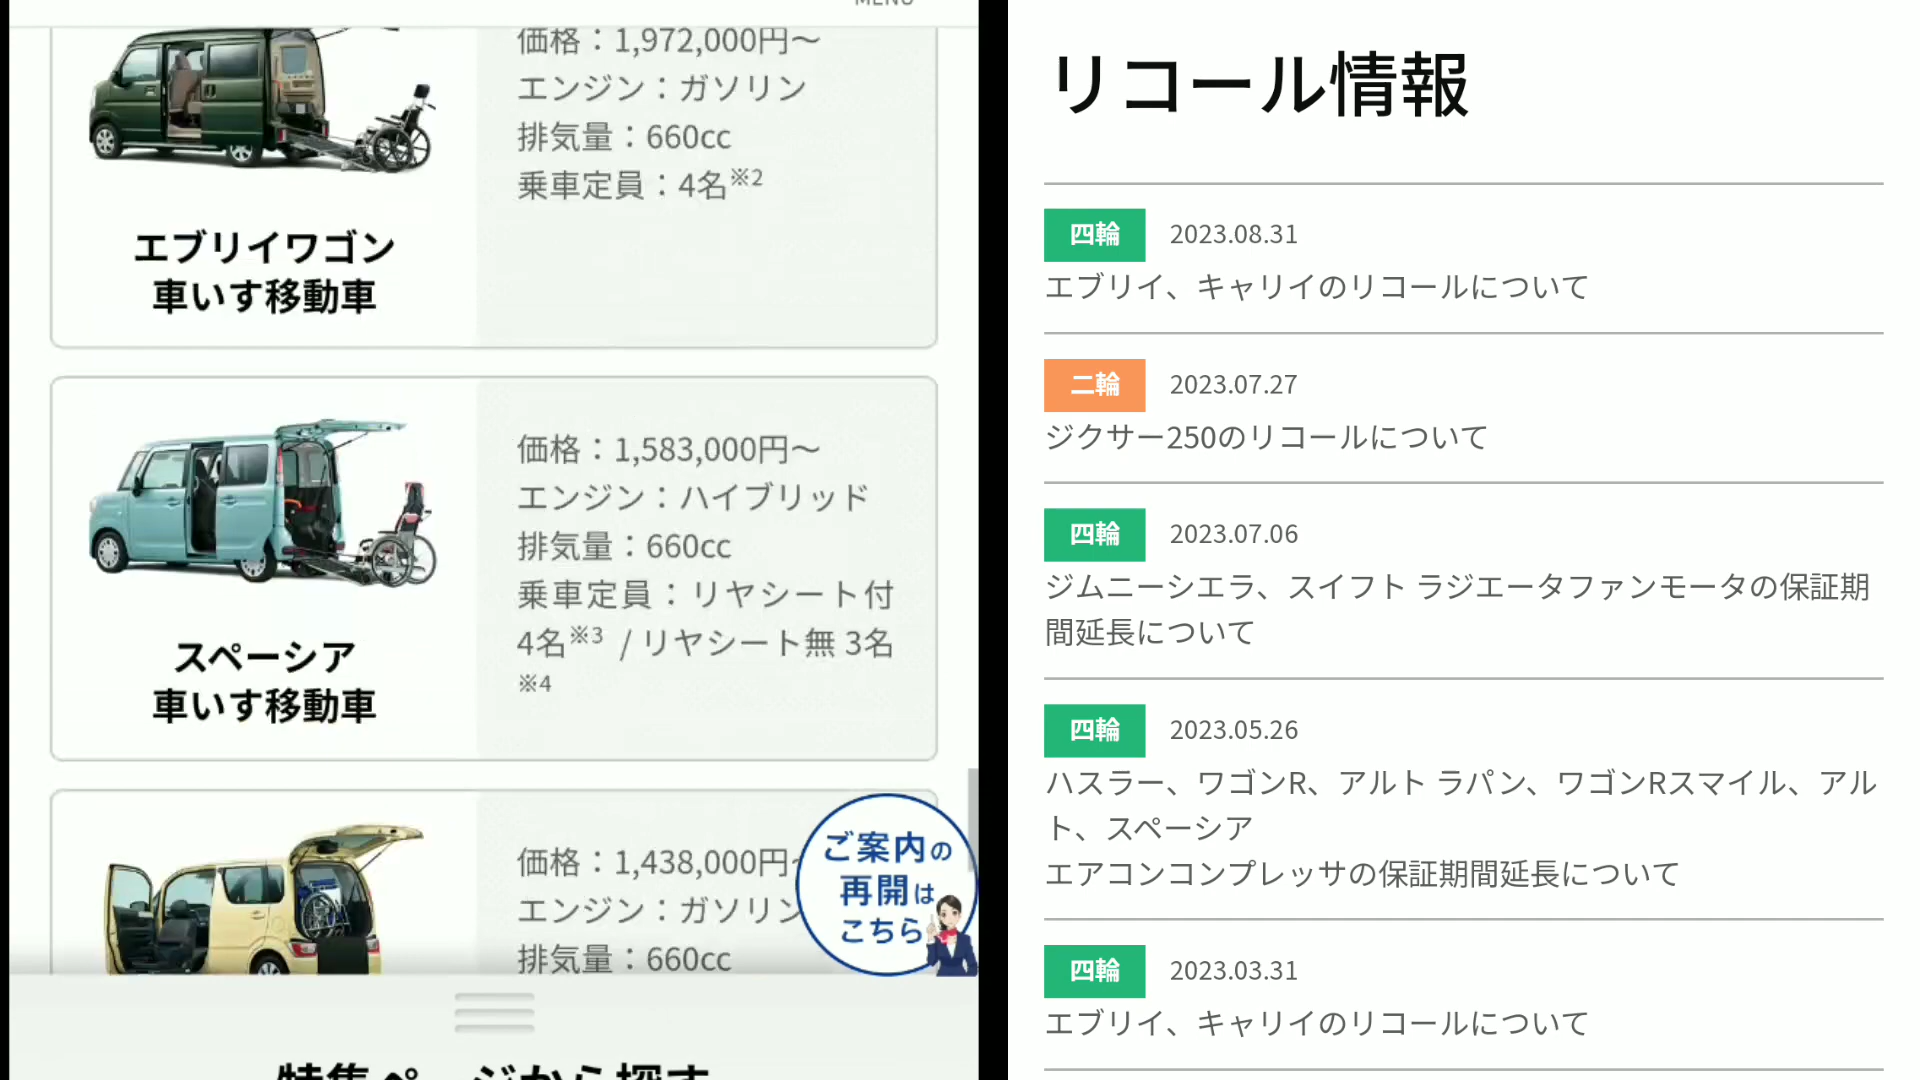 MENU
価格：1,972,000円～
エンジン：ガソリン
排気量：660cc
乗車定員：4名※2
エブリイワゴン
車いす移動車
価格：1,583,000円～
エンジン：ハイブリッド
排気量：660cc
乗車定員：リヤシート付
4名※3 / リヤシート無 3名
※4
スペーシア
車いす移動車
価格：1,438,000円～
エンジン：ガソリン
排気量：660cc
ご案内の
再開は
こちら
特集ページから探す
リコール情報
四輪 2023.08.31
エブリイ、キャリイのリコールについて
二輪 2023.07.27
ジクサー250のリコールについて
四輪 2023.07.06
ジムニーシエラ、スイフト ラジエータファンモータの保証期
間延長について
四輪 2023.05.26
ハスラー、ワゴンR、アルト ラパン、ワゴンRスマイル、アル
ト、スペーシア
エアコンコンプレッサの保証期間延長について
四輪 2023.03.31
エブリイ、キャリイのリコールについて